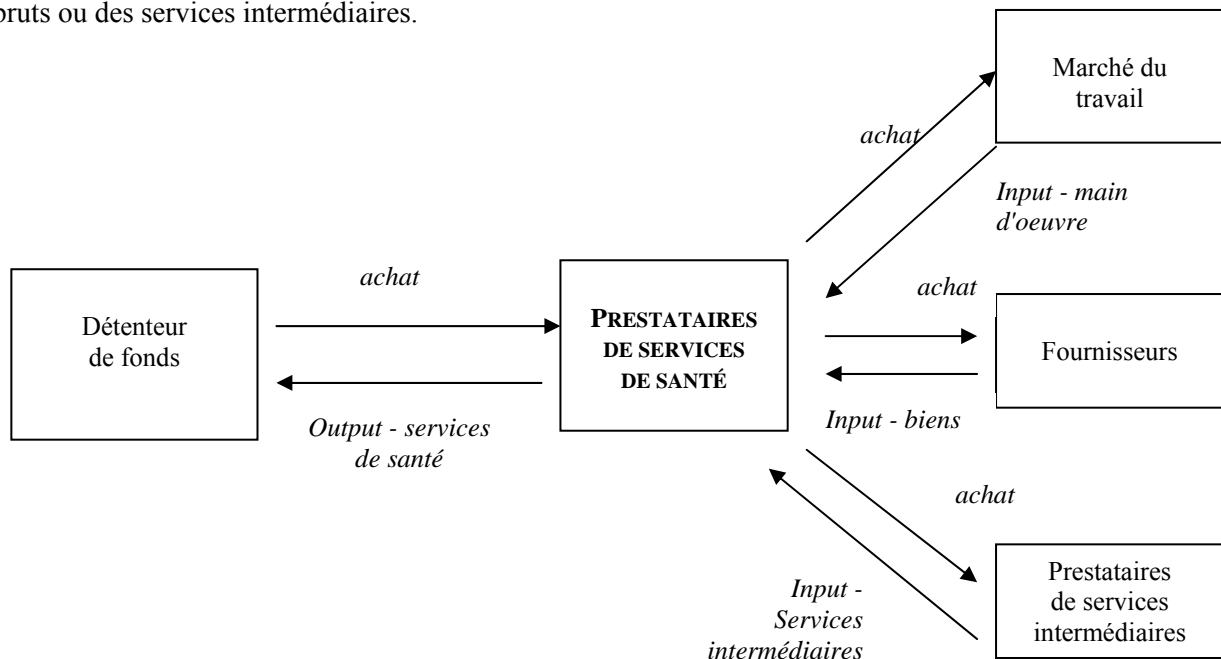 bruts ou des services intermédiaires.
Marché du
travail
achat
Input - main
d'oeuvre
achat
achat
Détenteur
de fonds
PRESTATAIRES
DE SERVICES
DE SANTÉ
Fournisseurs
Output - services
de santé
Input - biens
achat
Input -
Services
intermédiaires
Prestataires
de services
intermédiaires